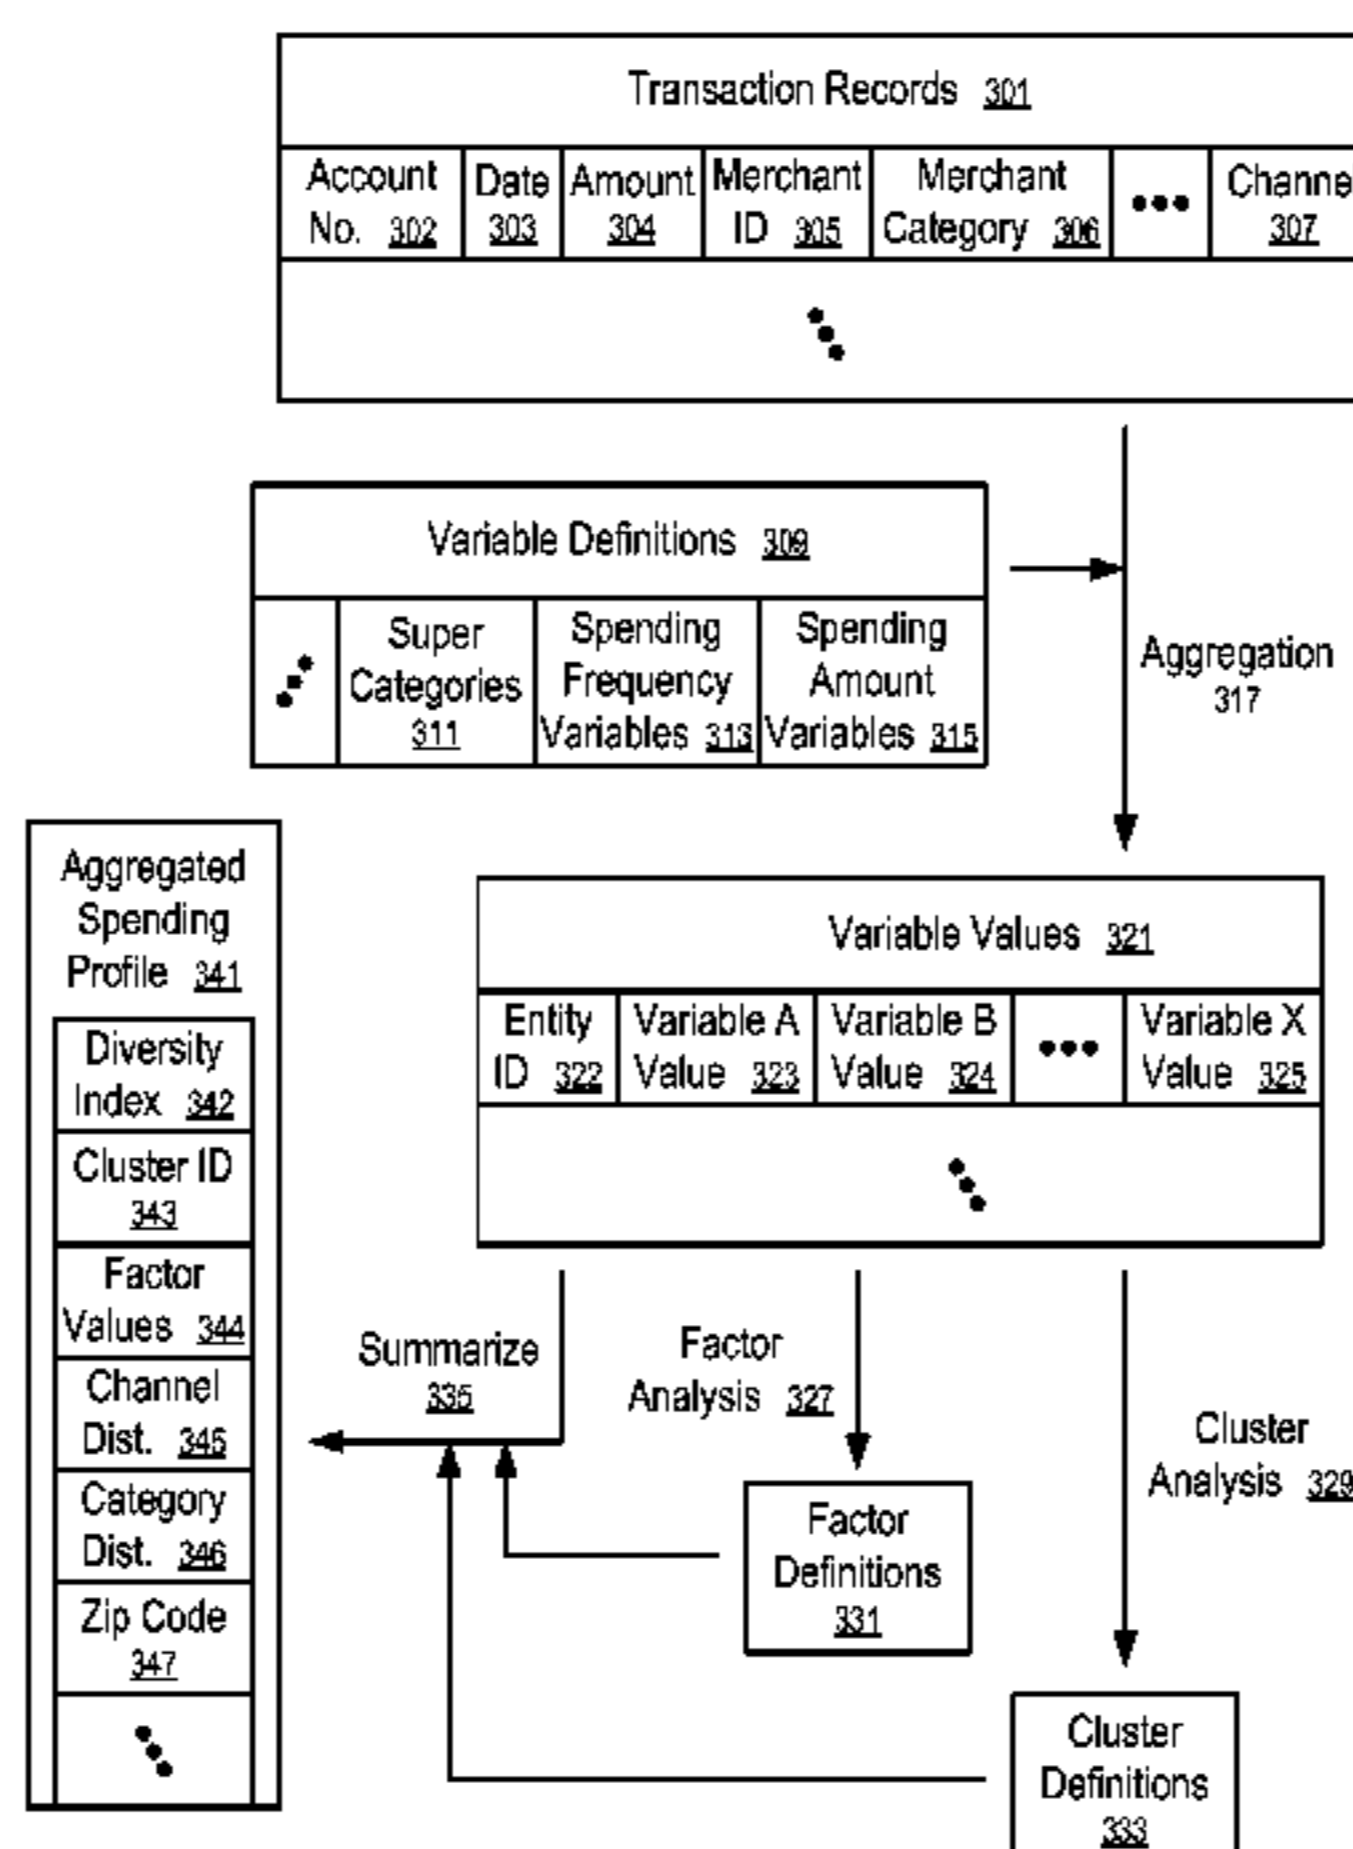 Transaction Records 301
Account
No. 302
Date
303
Amount
304
Merchant
ID 305
Merchant
Category 306
•••
Channel
307
Variable Definitions 309
Super
Categories
311
Spending
Frequency
Variables 313
Spending
Amount
Variables 315
Aggregation
317
Aggregated
Spending
Profile 341
Diversity
Index 342
Cluster ID
343
Factor
Values 344
Channel
Dist. 345
Category
Dist. 346
Zip Code
347
Variable Values 321
Entity
ID 322
Variable A
Value 323
Variable B
Value 324
•••
Variable X
Value 325
Summarize
335
Factor
Analysis 327
Cluster
Analysis 329
Factor
Definitions
331
Cluster
Definitions
333